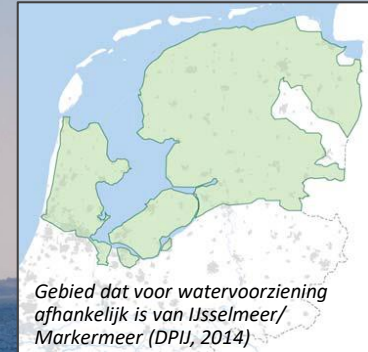 Gebied dat voor watervoorziening
afhankelijk is van IJsselmeer/
Markermeer (DPIJ, 2014)